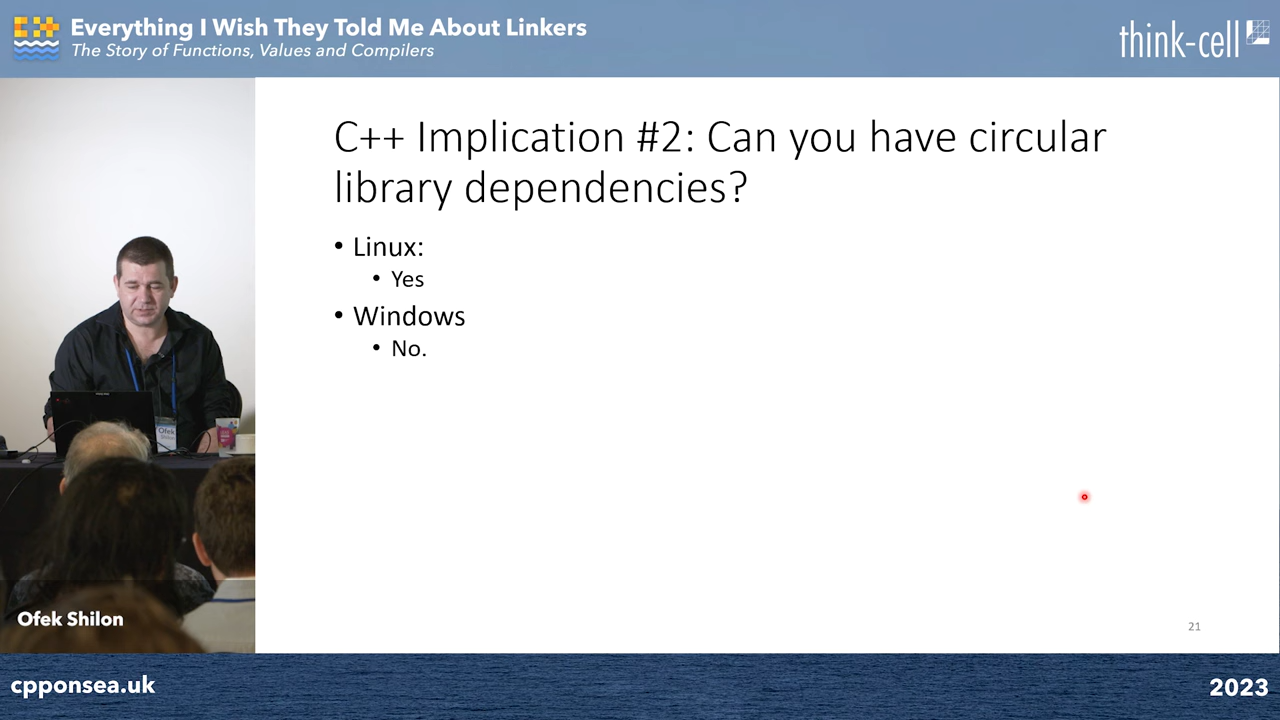 Everything I Wish They Told Me About Linkers
The Story of Functions, Values and Compilers
think-cell
C++ Implication #2: Can you have circular
library dependencies?
• Linux:
• Yes
• Windows
• No.
Ofek
Ofek Shilon
21
cpponsea.uk
2023